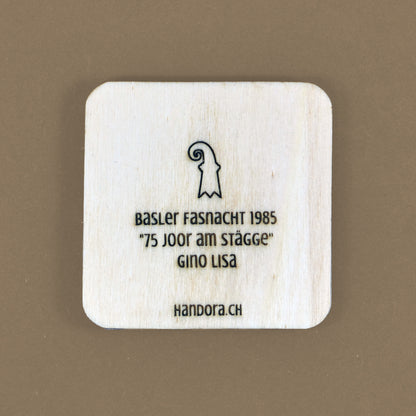 Basler Fasnacht 1985
"75 Joor am Stägge"
Gino Lisa
Handora.ch